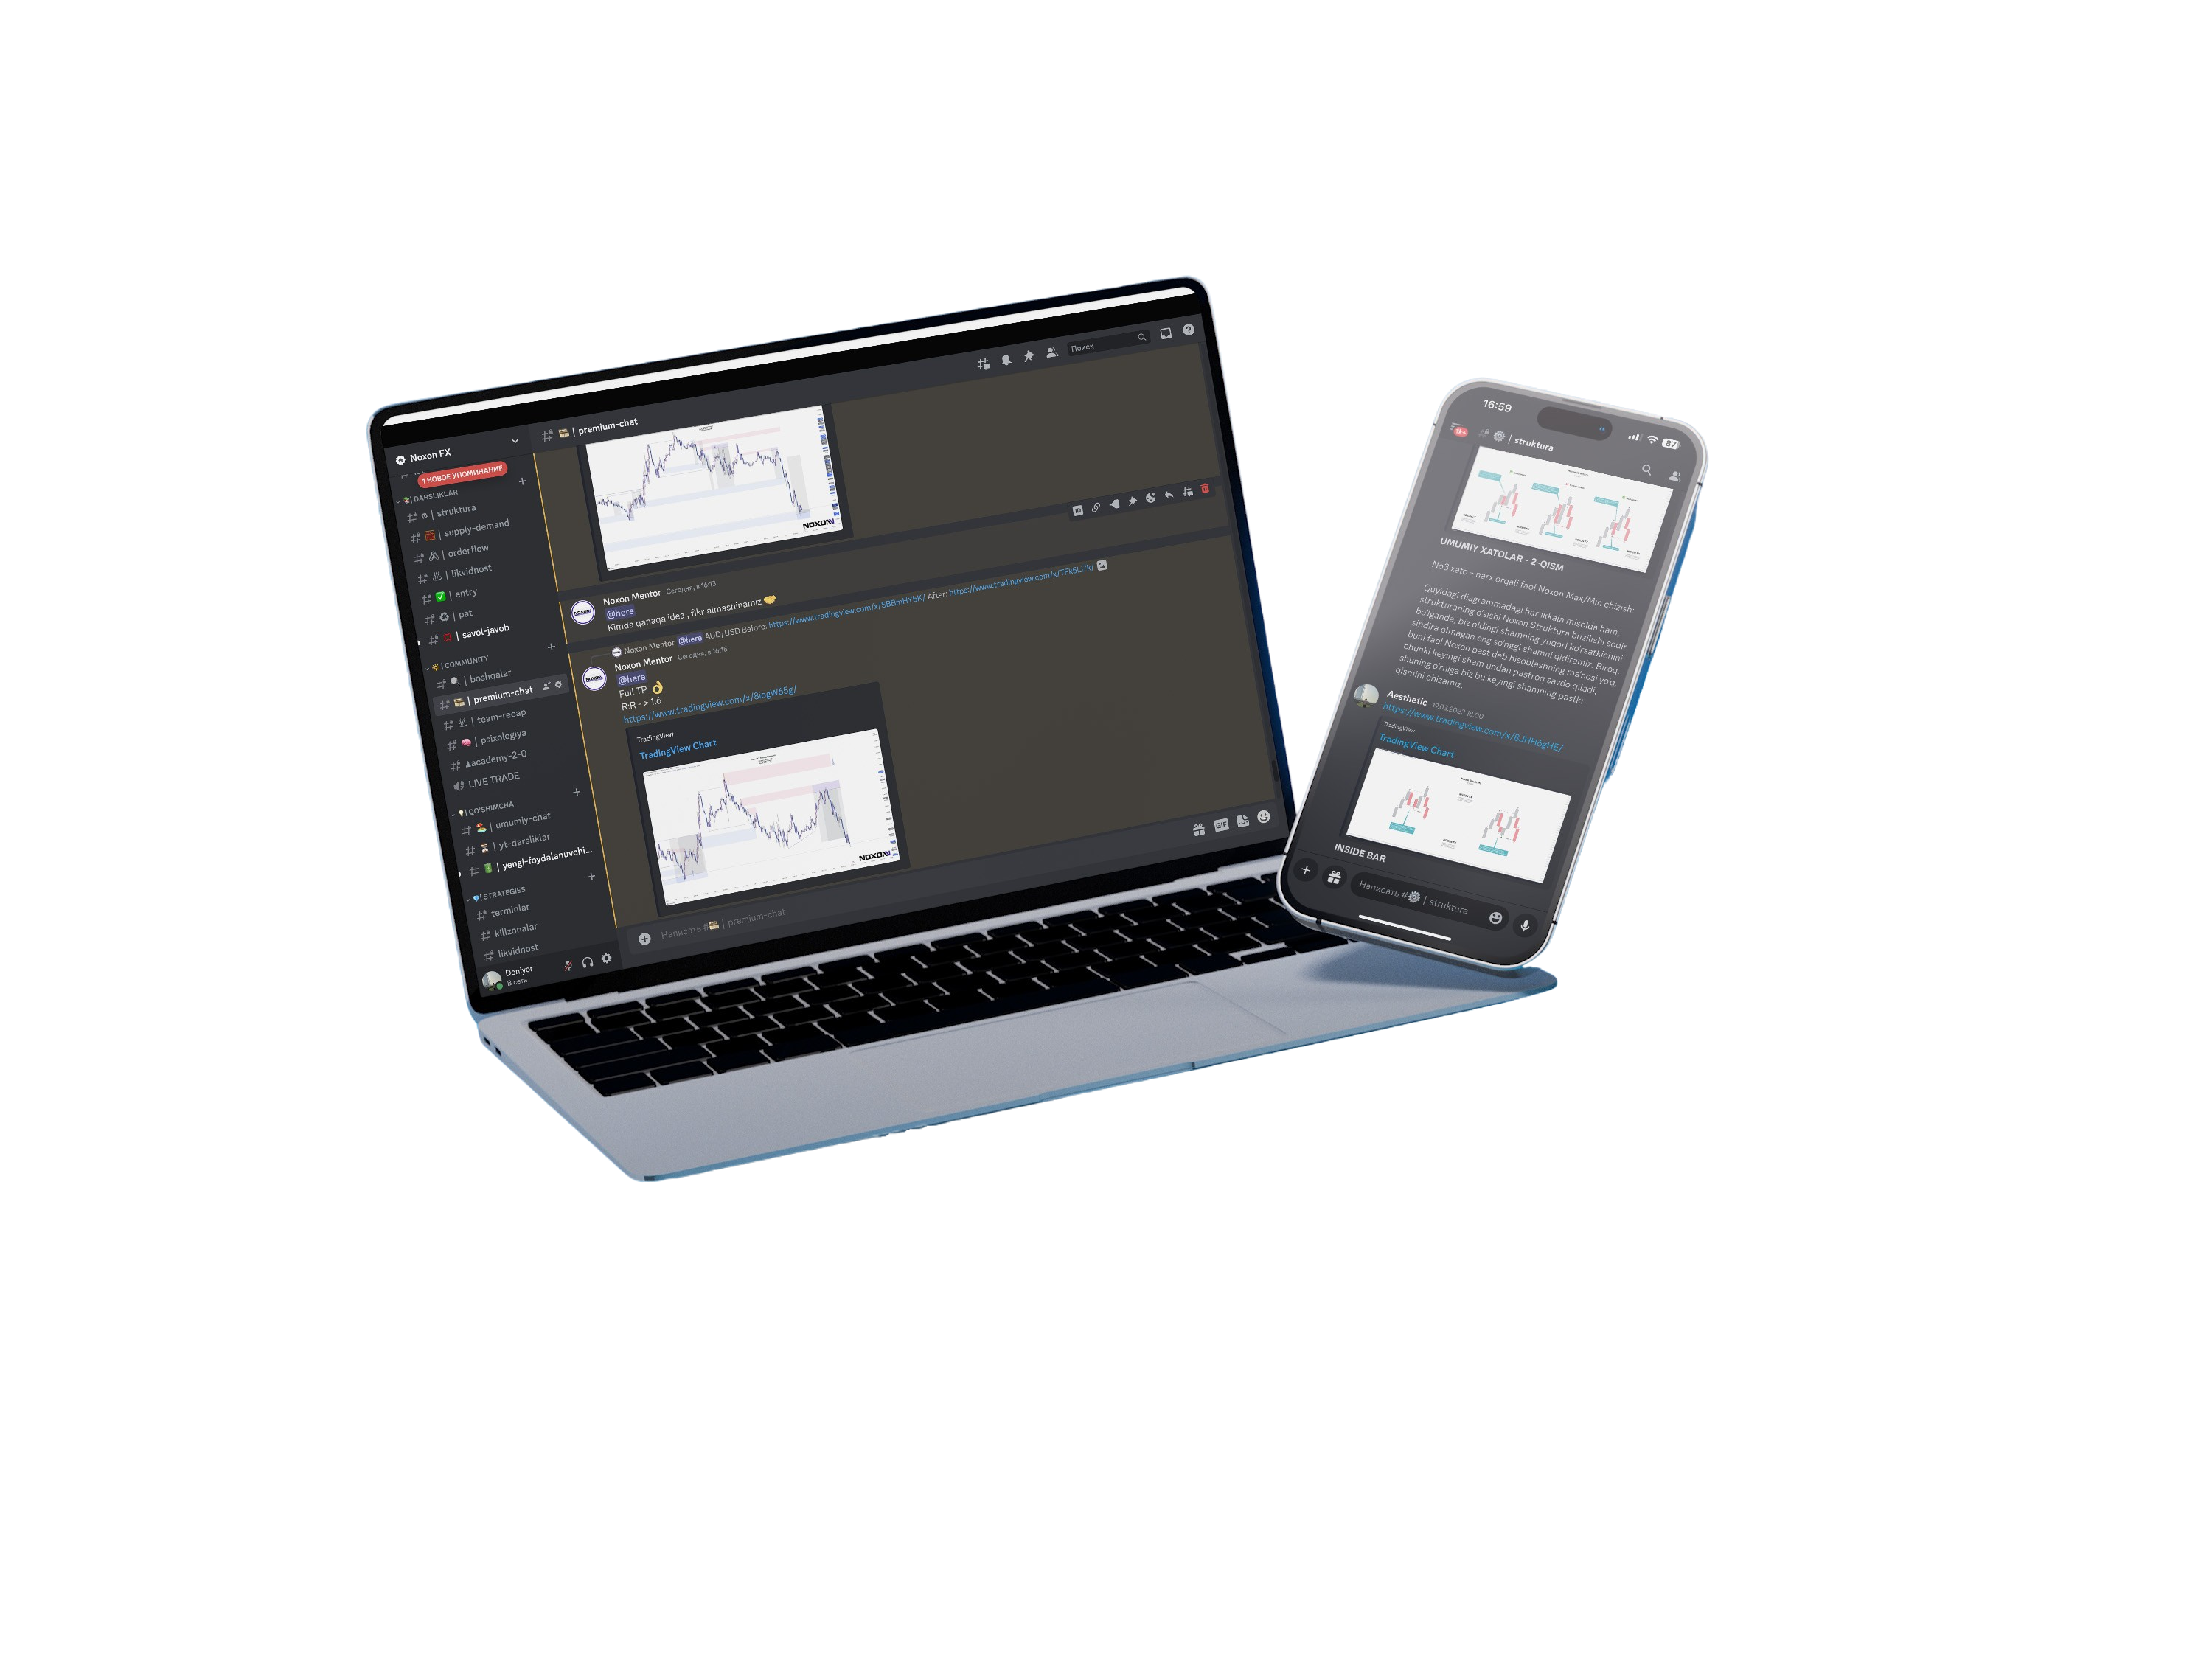 Noxon FX
1 НОВОЕ УПОМИНАНИЕ
| DARSLIKLAR
| struktura
| supply-demand
| orderflow
| likvidnost
| entry
| pat
| savol-javob
| COMMUNITY
| boshqalar
| premium-chat
| team-recap
| psixologiya
academy-2-0
LIVE TRADE
| QO'SHIMCHA
| umumiy-chat
| yt-darsliklar
| yengi-foydalanuvchi...
| STRATEGIES
terminlar
killzonalar
likvidnost
Doniyor
В сети
| premium-chat
Поиск
NOXON
Noxon Mentor Сегодня, в 16:13
@here
Kimda qanaqa idea , fikr almashinamiz
Noxon Mentor @here AUD/USD Before: https://www.tradingview.com/x/SBBmHYbK/ After: https://www.tradingview.com/x/TFk5Li7k/
Noxon Mentor Сегодня, в 16:15
@here
Full TP
R:R - > 1:6
https://www.tradingview.com/x/8iogW65g/
TradingView
TradingView Chart
NOXON
Написать # | premium-chat
GIF
16:59
87
| struktura
UMUMIY XATOLAR - 2-QISM
No3 xato - narx orqali faol Noxon Max/Min chizish:
Quyidagi diagrammadagi har ikkala misolda ham,
strukturaning o'sishi Noxon Struktura buzilishi sodir
bo'lganda, biz oldingi shamning yuqori ko'rsatkichini
sindira olmagan eng so'nggi shamni qidiramiz. Biroq,
buni faol Noxon past deb hisoblashning ma'nosi yo'q,
chunki keyingi sham undan pastroq savdo qiladi,
shuning o'rniga biz bu keyingi shamning pastki
qismini chizamiz.
Aesthetic 19.03.2023 18:00
https://www.tradingview.com/x/8JHH6gHE/
TradingView
TradingView Chart
INSIDE BAR
Написать # | struktura